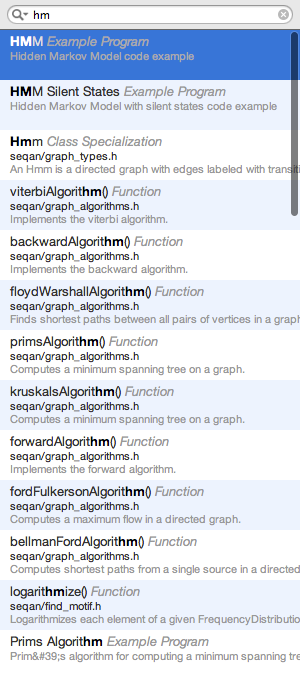 hm
HMM Example Program
Hidden Markov Model code example
HMM Silent States Example Program
Hidden Markov Model with silent states code example
Hmm Class Specialization
seqan/graph_types.h
An Hmm is a directed graph with edges labeled with transiti
viterbiAlgorithm() Function
seqan/graph_algorithms.h
Implements the viterbi algorithm.
backwardAlgorithm() Function
seqan/graph_algorithms.h
Implements the backward algorithm.
floydWarshallAlgorithm() Function
seqan/graph_algorithms.h
Finds shortest paths between all pairs of vertices in a graph
primsAlgorithm() Function
seqan/graph_algorithms.h
Computes a minimum spanning tree on a graph.
kruskalsAlgorithm() Function
seqan/graph_algorithms.h
Computes a minimum spanning tree on a graph.
forwardAlgorithm() Function
seqan/graph_algorithms.h
Implements the forward algorithm.
fordFulkersonAlgorithm() Function
seqan/graph_algorithms.h
Computes a maximum flow in a directed graph.
bellmanFordAlgorithm() Function
seqan/graph_algorithms.h
Computes shortest paths from a single source in a directed
logarithmize() Function
seqan/find_motif.h
Logarithmizes each element of a given FrequencyDistributio
Prims Algorithm Example Program
Prim&#39;s algorithm for computing a minimum spanning tre